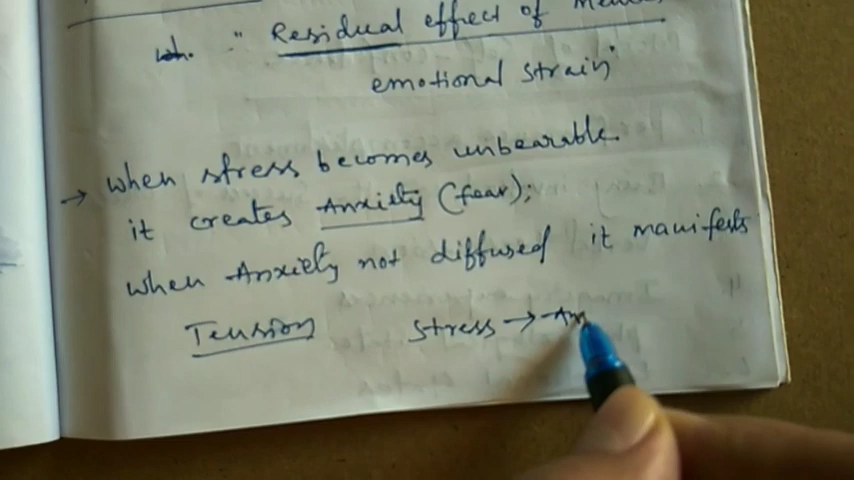 " Residual effect of
emotional strain"
→ when stress becomes unbearable.
it creates Anxiety (fear);
when Anxiety not diffused it manifests
Tension stress → An